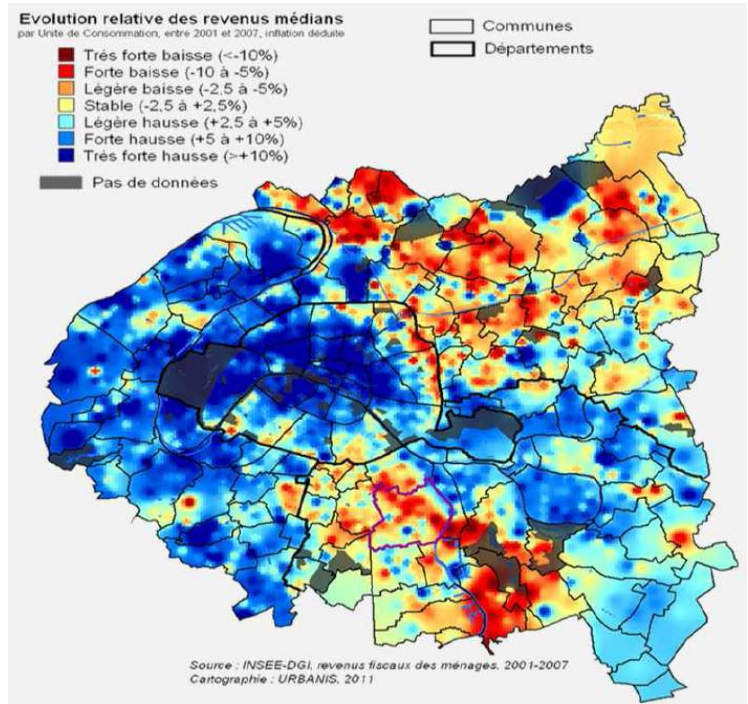 Evolution relative des revenus médians
par Unite de Consommation, entre 2001 et 2007, inflation déduite
Trés forte baisse (<-10%)
Forte baisse (-10 à -5%)
Légère baisse (-2,5 à -5%)
Stable (-2,5 à +2,5%)
Légère hausse (+2,5 à +5%)
Forte hausse (+5 à +10%)
Très forte hausse (>+10%)
Pas de données
Communes
Départements
Source : INSEE-DGI, revenus fiscaux des ménages, 2001-2007
Cartographie : URBANIS, 2011